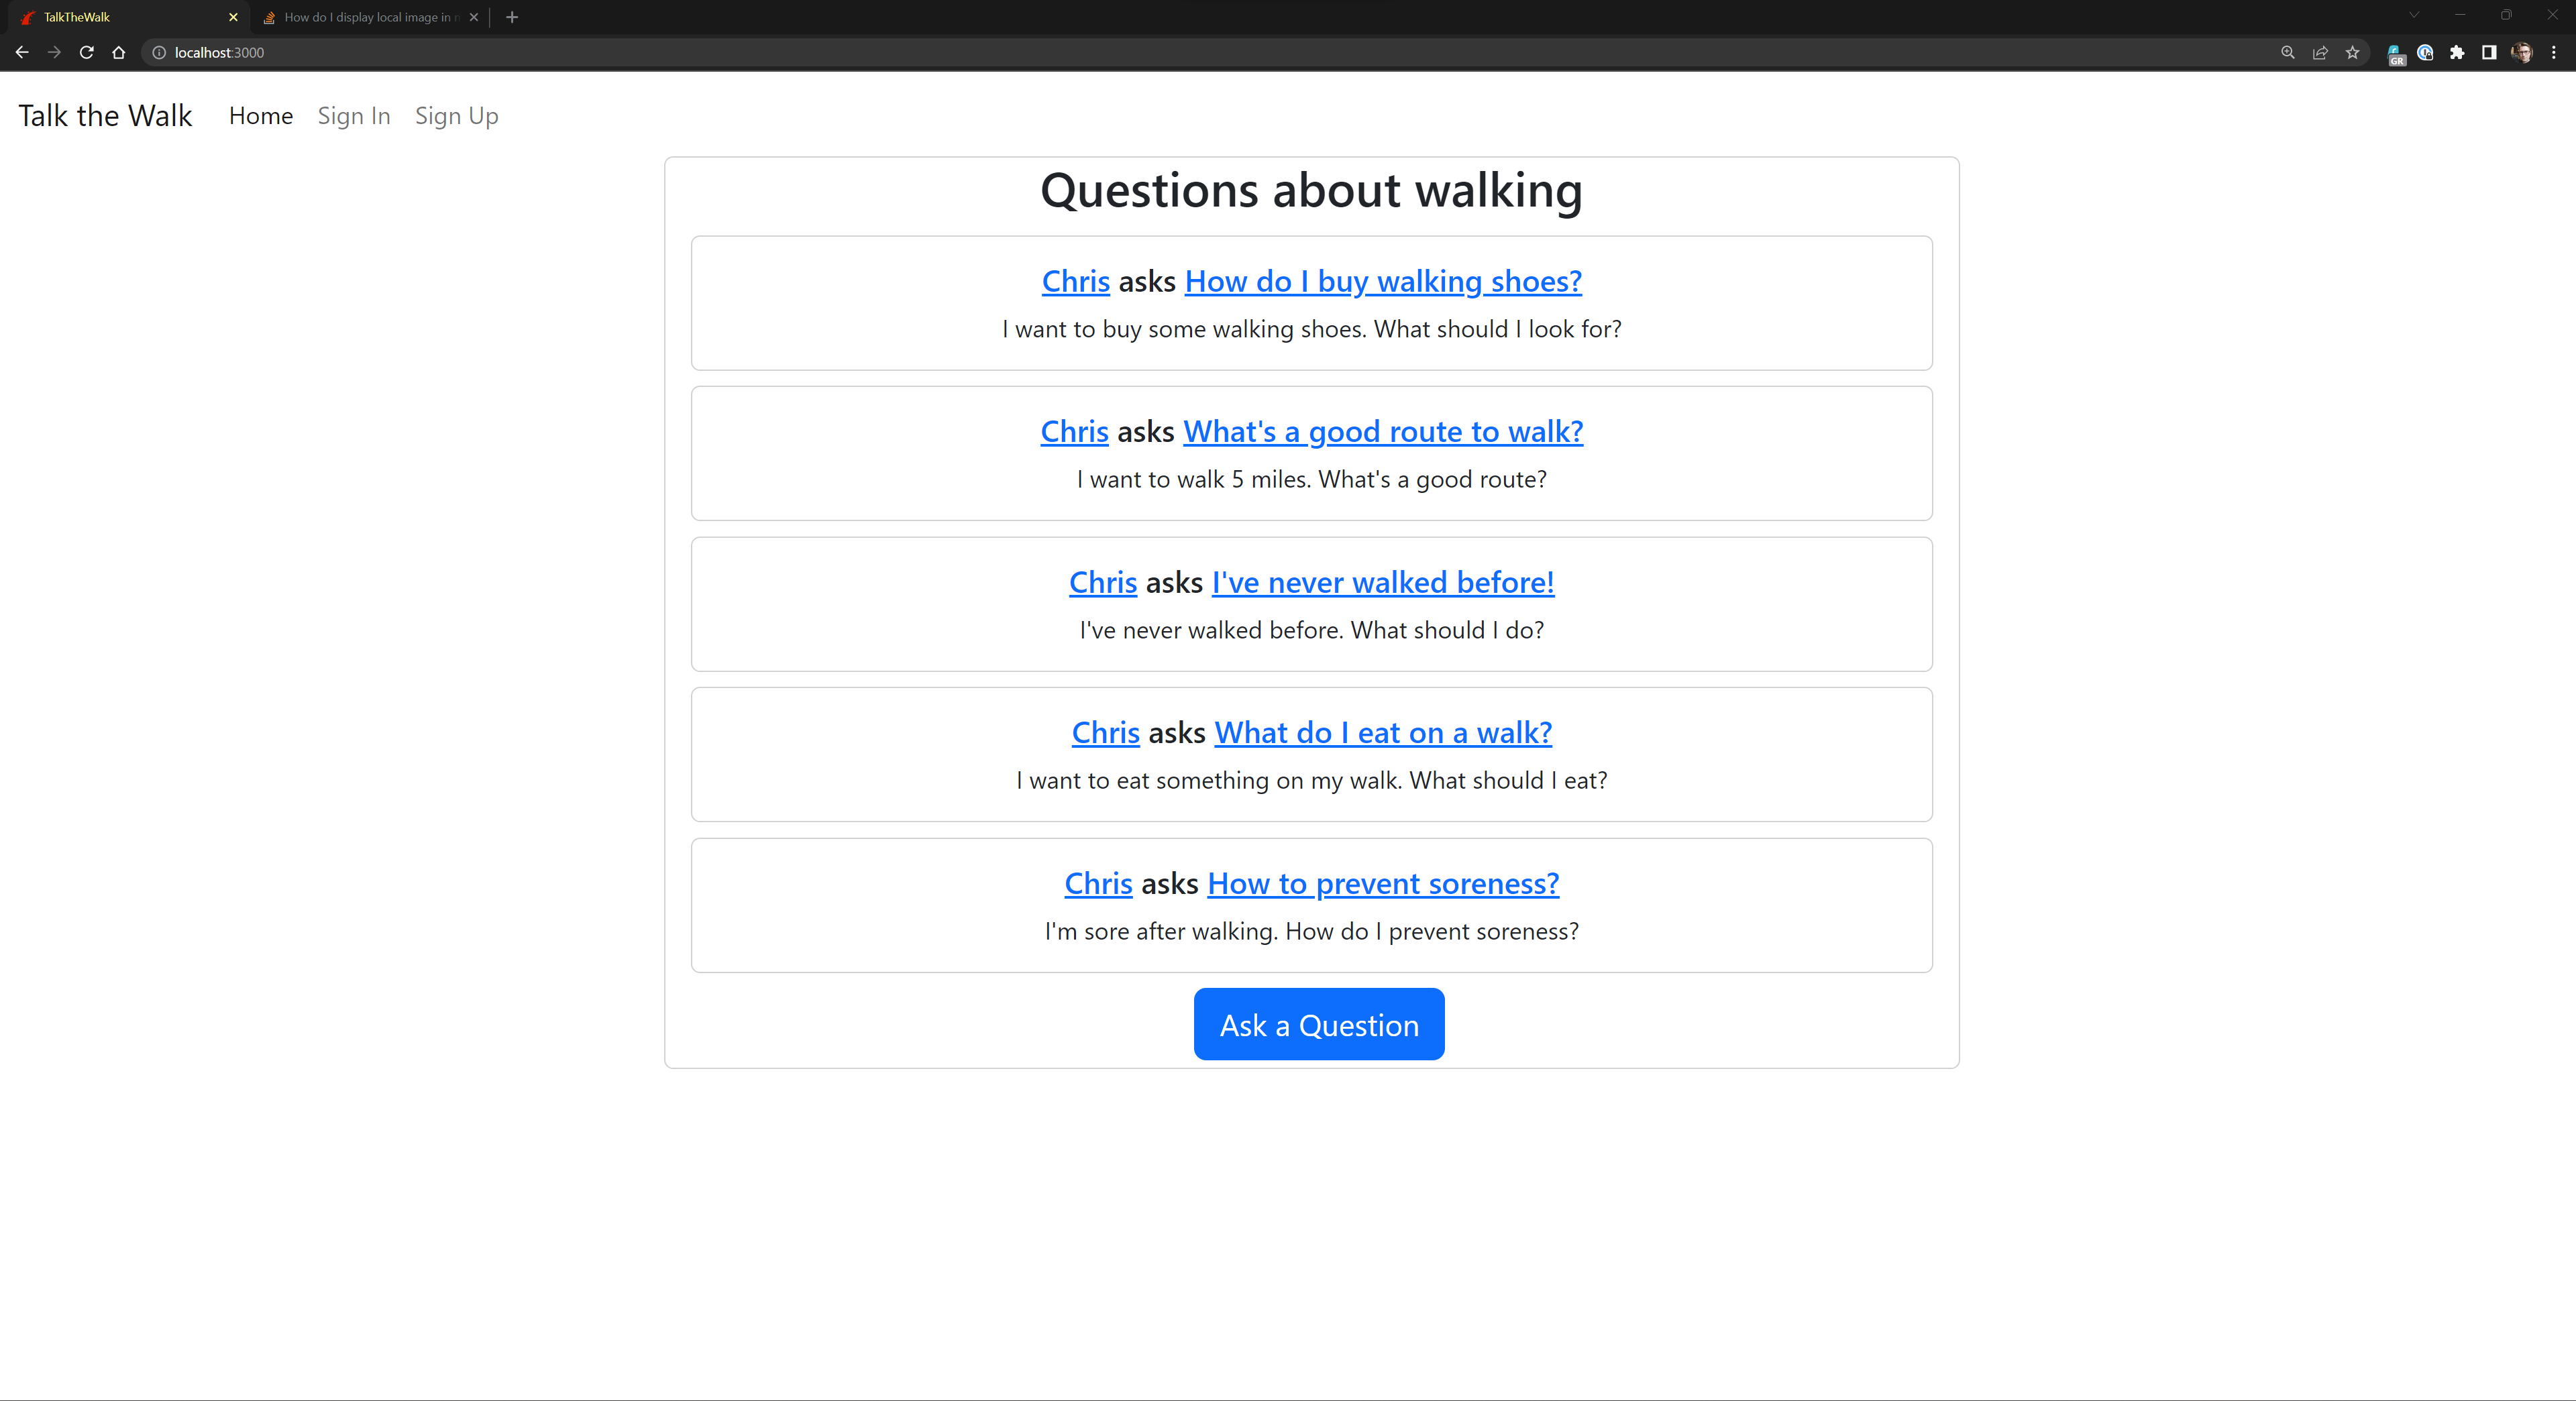 TalkTheWalk
How do I display local image in
localhost:3000
GR
Talk the Walk Home Sign In Sign Up
Questions about walking
Chris asks How do I buy walking shoes?
I want to buy some walking shoes. What should I look for?
Chris asks What's a good route to walk?
I want to walk 5 miles. What's a good route?
Chris asks I've never walked before!
I've never walked before. What should I do?
Chris asks What do I eat on a walk?
I want to eat something on my walk. What should I eat?
Chris asks How to prevent soreness?
I'm sore after walking. How do I prevent soreness?
Ask a Question